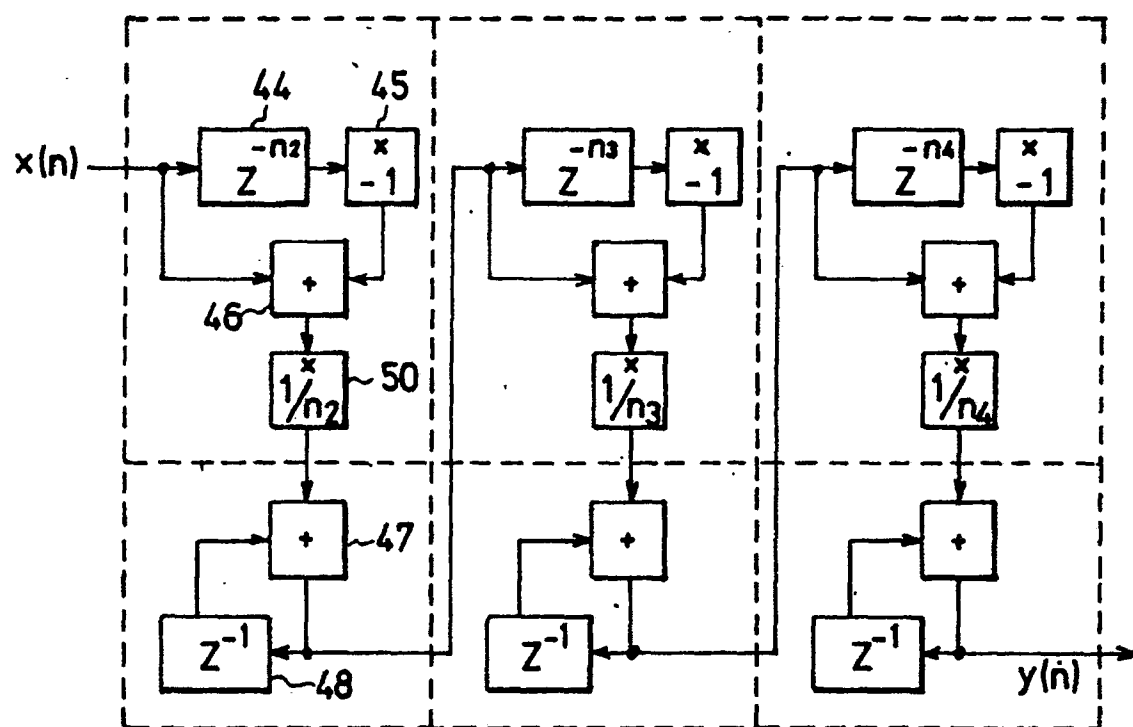 44 45
x(n) Z^-n2 x -1 Z^-n3 x -1 Z^-n4 x -1
+ + +
46
x 1/n2 50 x 1/n3 x 1/n4
+ 47 + +
Z^-1 Z^-1 Z^-1
48 y(n)